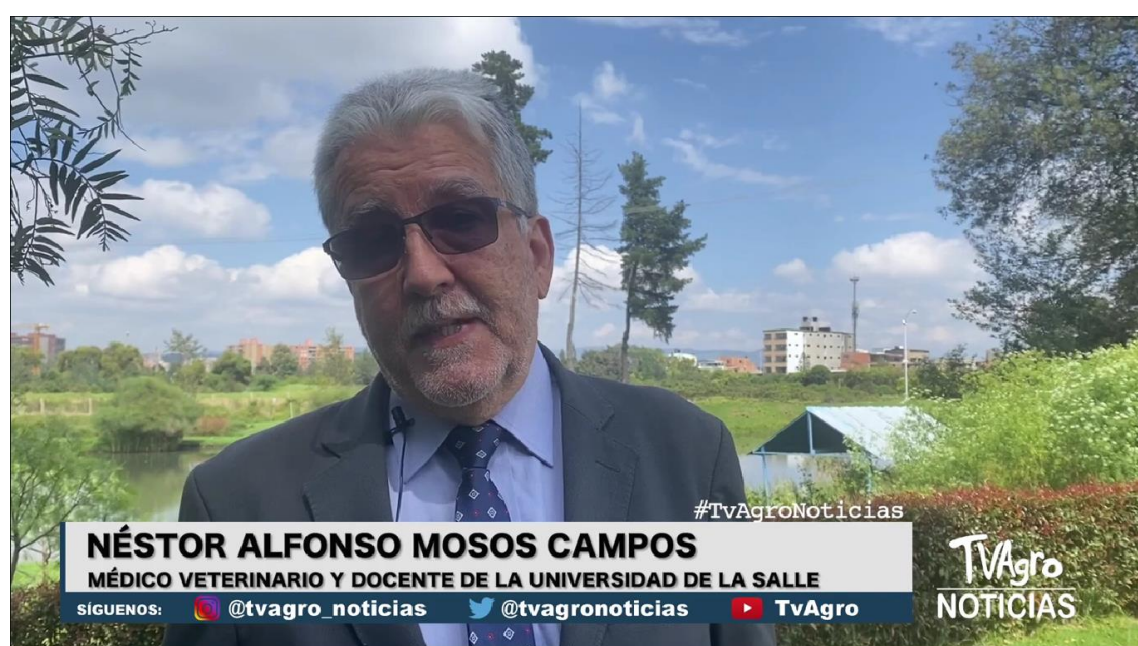 #TvAgroNoticias
NÉSTOR ALFONSO MOSOS CAMPOS
MÉDICO VETERINARIO Y DOCENTE DE LA UNIVERSIDAD DE LA SALLE
SÍGUENOS: @tvagro_noticias @tvagronoticias TvAgro
TVAgro
NOTICIAS